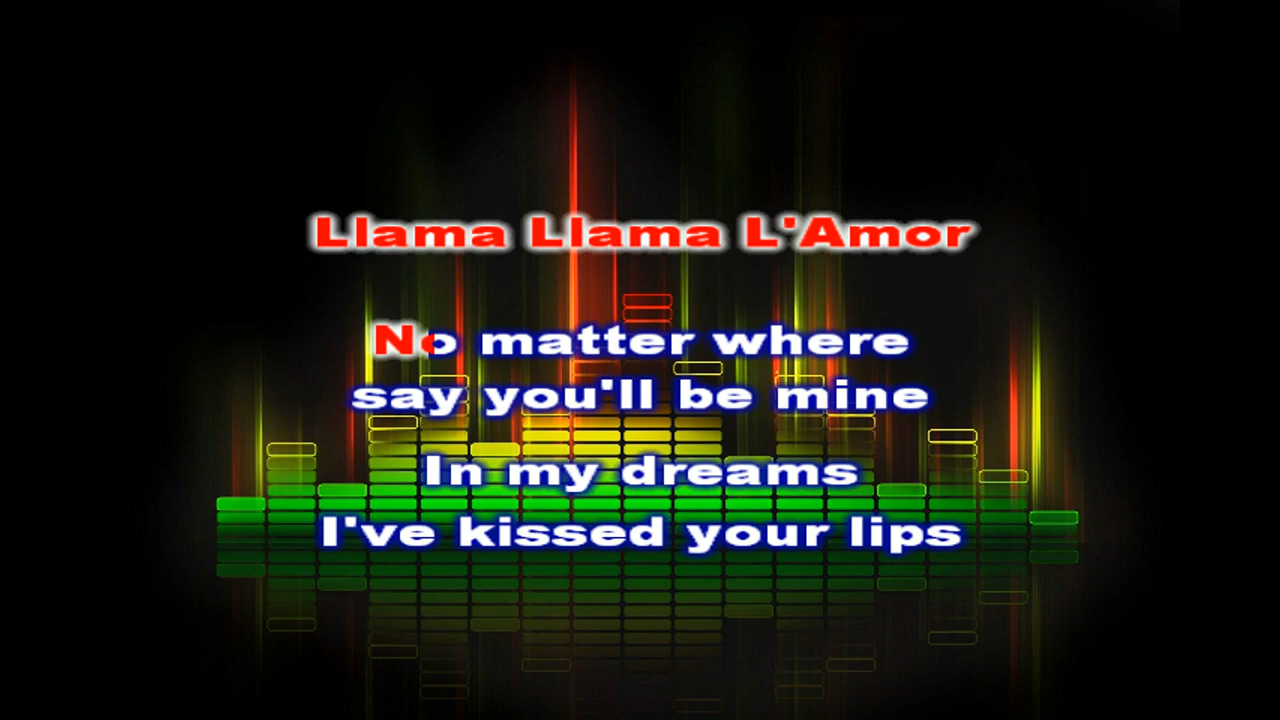 Llama Llama L'Amor
No matter where
say you'll be mine
In my dreams
I've kissed your lips